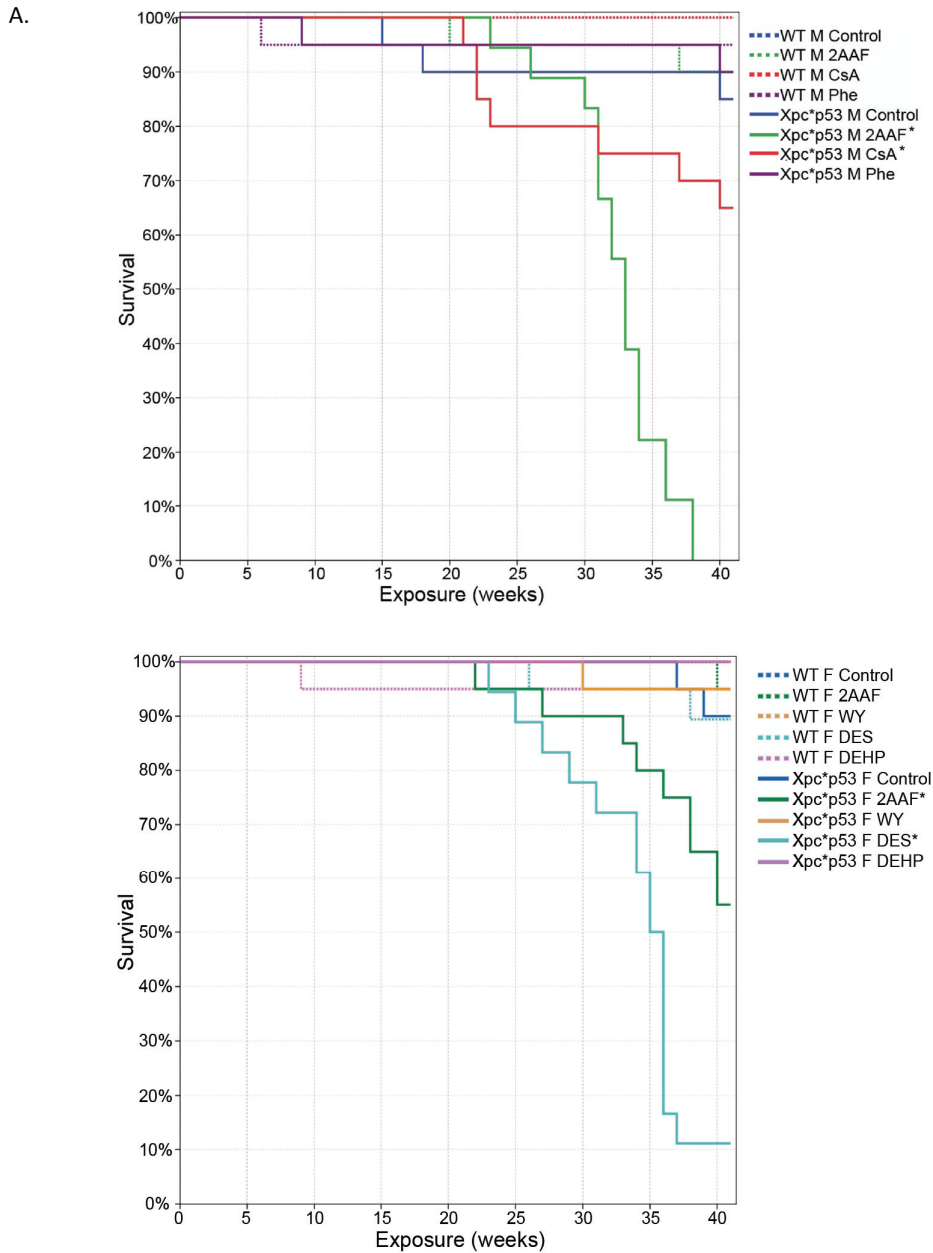 A.
100%
90%
80%
70%
60%
50%
40%
30%
20%
10%
0%
Survival
0 5 10 15 20 25 30 35 40
Exposure (weeks)
WT M Control
WT M 2AAF
WT M CsA
WT M Phe
Xpc*p53 M Control
Xpc*p53 M 2AAF*
Xpc*p53 M CsA*
Xpc*p53 M Phe
100%
90%
80%
70%
60%
50%
40%
30%
20%
10%
0%
Survival
0 5 10 15 20 25 30 35 40
Exposure (weeks)
WT F Control
WT F 2AAF
WT F WY
WT F DES
WT F DEHP
Xpc*p53 F Control
Xpc*p53 F 2AAF*
Xpc*p53 F WY
Xpc*p53 F DES*
Xpc*p53 F DEHP